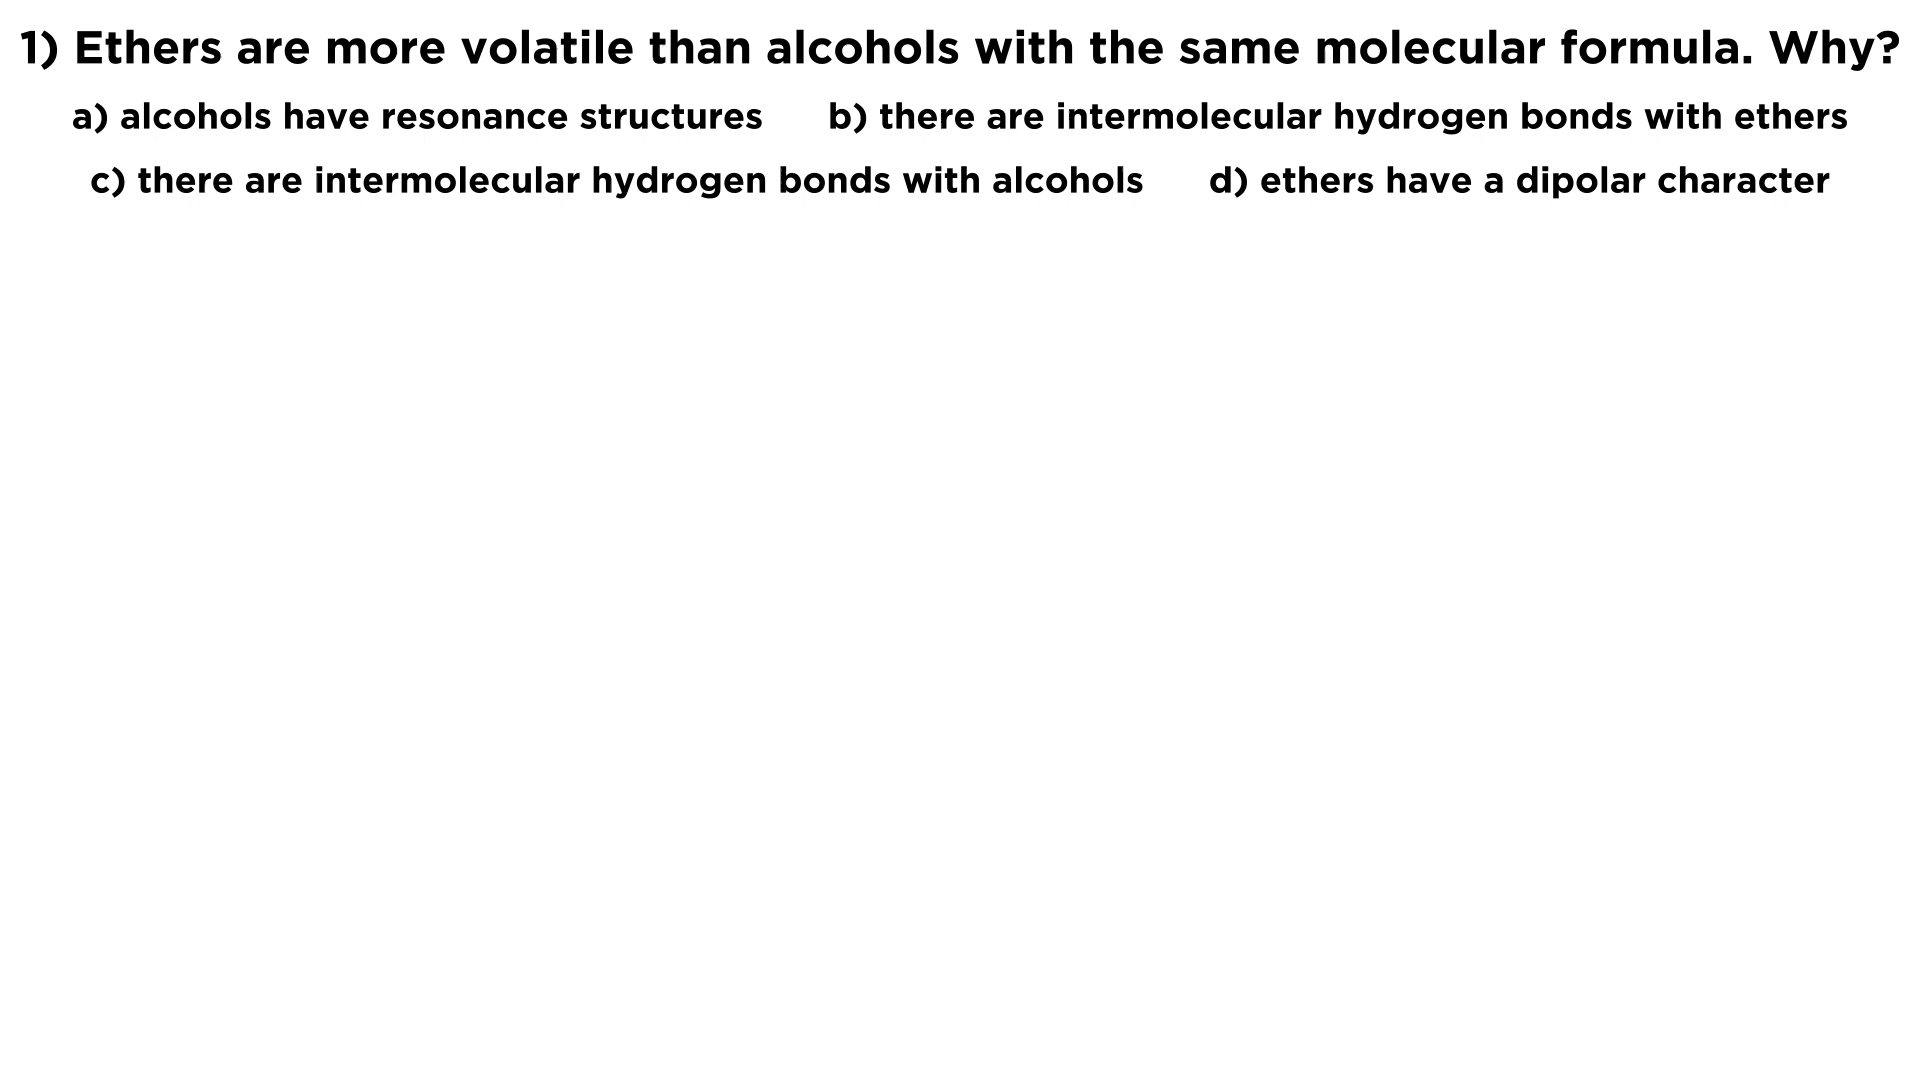 1) Ethers are more volatile than alcohols with the same molecular formula. Why?
a) alcohols have resonance structures b) there are intermolecular hydrogen bonds with ethers
c) there are intermolecular hydrogen bonds with alcohols d) ethers have a dipolar character